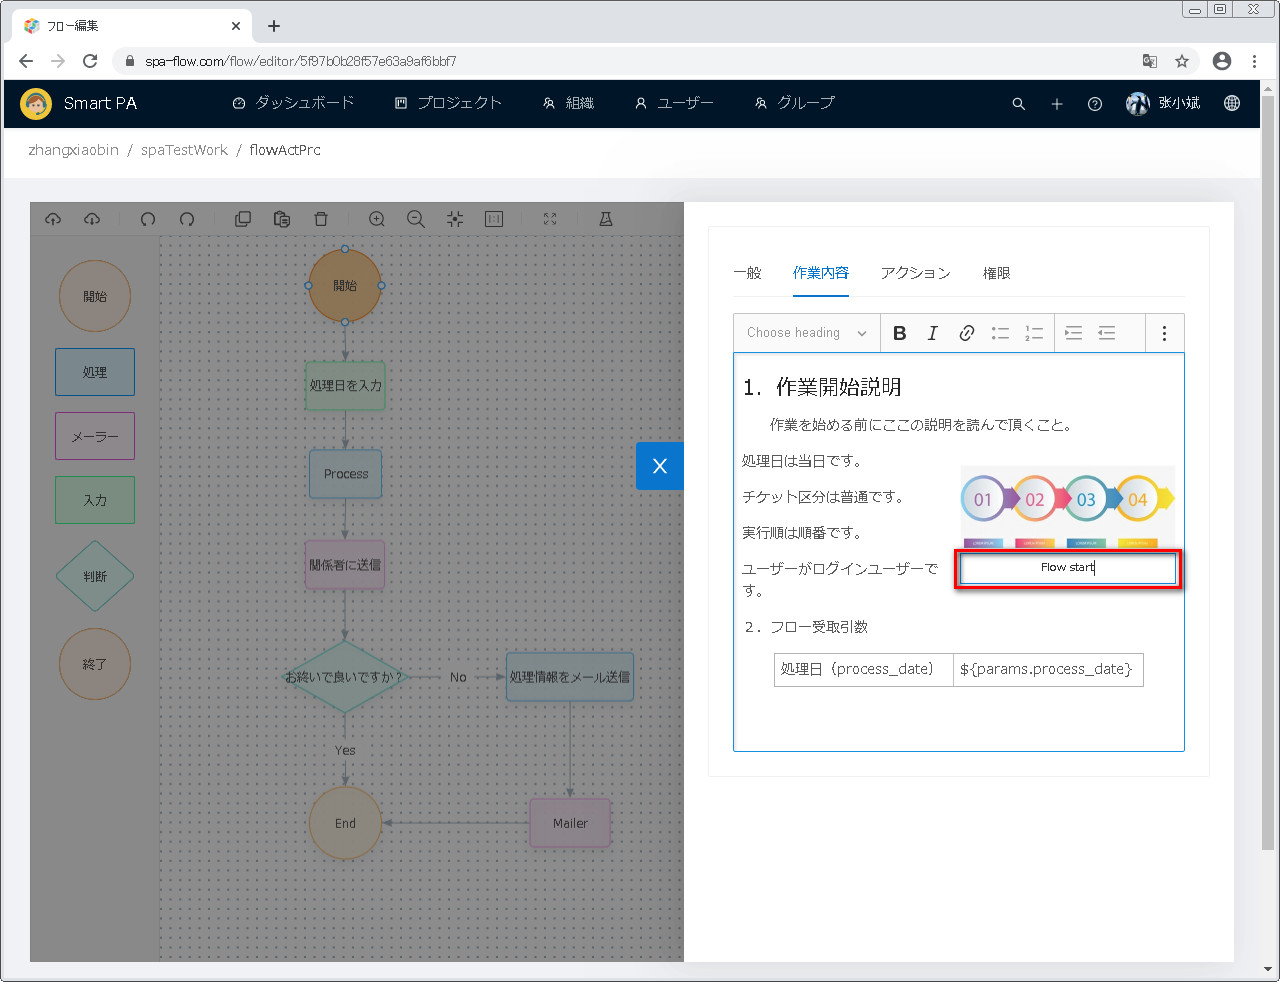 フロー編集
spa-flow.com/flow/editor/5f97b0b28f57e63a9af6bbf7
Smart PA
ダッシュボード
プロジェクト
組織
ユーザー
グループ
张小斌
zhangxiaobin / spaTestWork / flowActPrc
1:1
開始
処理
メーラー
入力
判断
終了
開始
処理日を入力
Process
関係者に送信
お終いで良いですか？
No
処理情報をメール送信
Yes
End
Mailer
X
一般
作業内容
アクション
権限
Choose heading
B
I
1. 作業開始説明
作業を始める前にここの説明を読んで頂くこと。
処理日は当日です。
チケット区分は普通です。
実行順は順番です。
ユーザーがログインユーザーで
す。
01
02
03
04
Flow start
2. フロー受取引数
処理日（process_date）
${params.process_date}